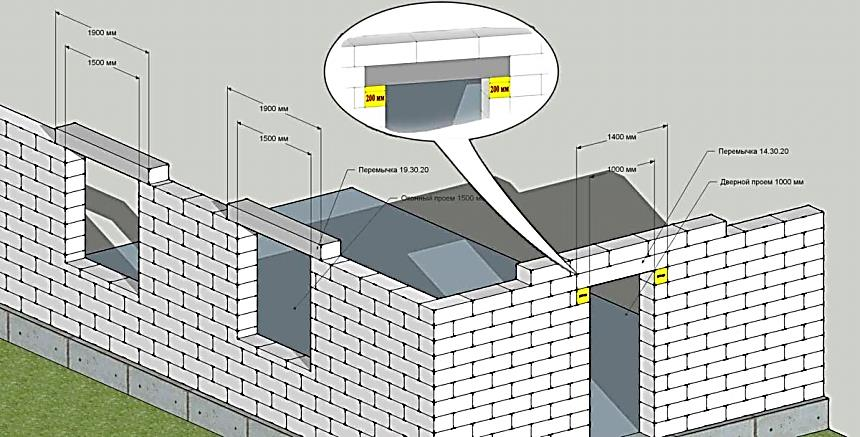 1900 мм
1500 мм
1900 мм
1500 мм
Перемычка 19.30.20
Оконный проем 1500 мм
200 мм
200 мм
1400 мм
1000 мм
Перемычка 14.30.20
Дверной проем 1000 мм